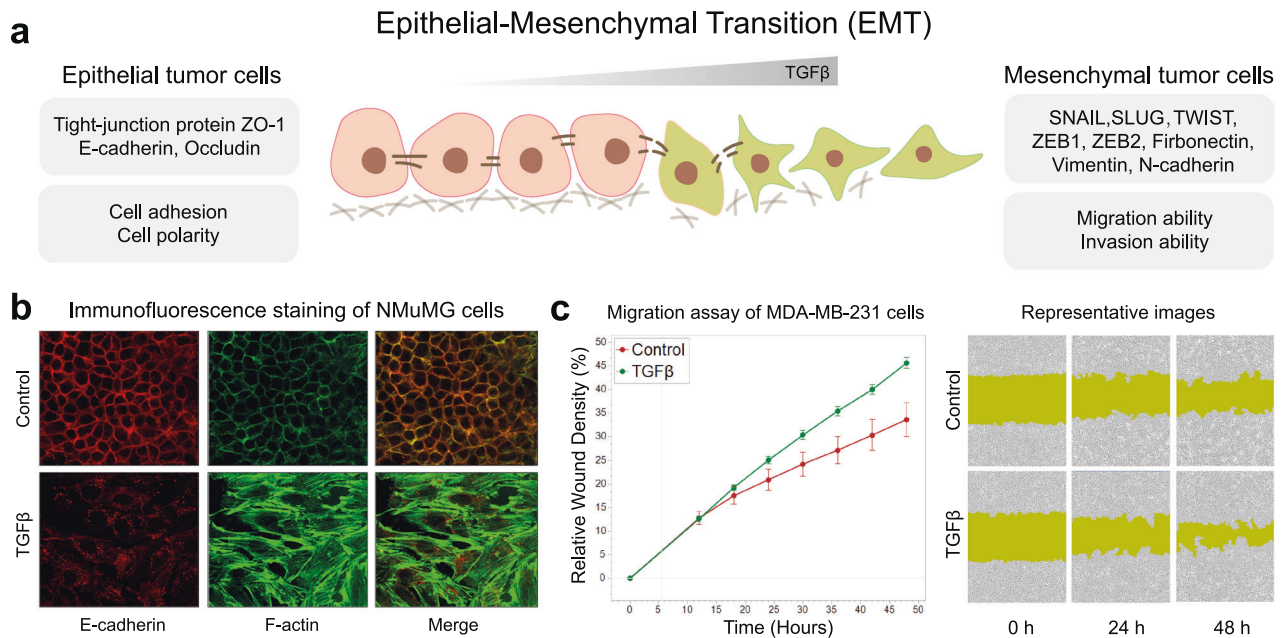 Epithelial-Mesenchymal Transition (EMT)
a
Epithelial tumor cells
Tight-junction protein ZO-1
E-cadherin, Occludin
Cell adhesion
Cell polarity
TGFβ
Mesenchymal tumor cells
SNAIL,SLUG, TWIST,
ZEB1, ZEB2, Firbonectin,
Vimentin, N-cadherin
Migration ability
Invasion ability
b
Immunofluorescence staining of NMuMG cells
Control
TGFβ
E-cadherin
F-actin
Merge
c
Migration assay of MDA-MB-231 cells
Relative Wound Density (%)
50
45
40
35
30
25
20
15
10
5
0
Control
TGFβ
0
5
10
15
20
25
30
35
40
45
50
Time (Hours)
Representative images
Control
TGFβ
0 h
24 h
48 h